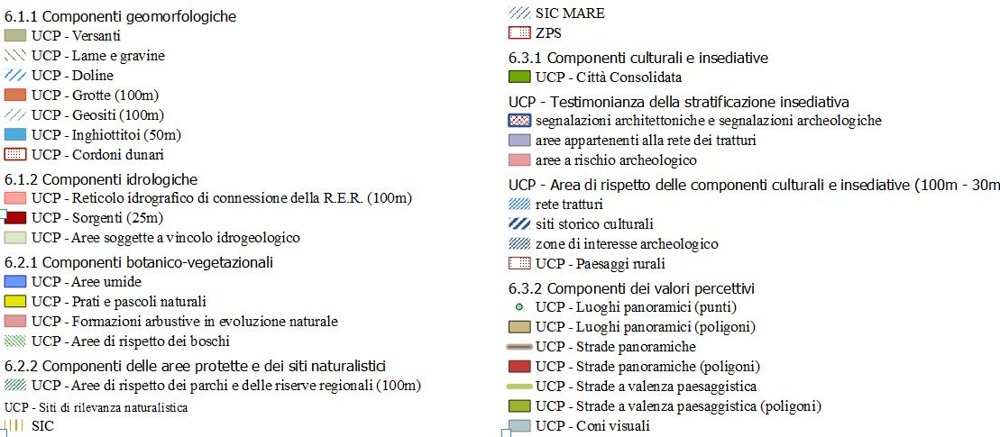 6.1.1 Componenti geomorfologiche
UCP - Versanti
UCP - Lame e gravine
UCP - Doline
UCP - Grotte (100m)
UCP - Geositi (100m)
UCP - Inghiottitoi (50m)
UCP - Cordoni dunari
6.1.2 Componenti idrologiche
UCP - Reticolo idrografico di connessione della R.E.R. (100m)
UCP - Sorgenti (25m)
UCP - Aree soggette a vincolo idrogeologico
6.2.1 Componenti botanico-vegetazionali
UCP - Aree umide
UCP - Prati e pascoli naturali
UCP - Formazioni arbustive in evoluzione naturale
UCP - Aree di rispetto dei boschi
6.2.2 Componenti delle aree protette e dei siti naturalistici
UCP - Aree di rispetto dei parchi e delle riserve regionali (100m)
UCP - Siti di rilevanza naturalistica
SIC
SIC MARE
ZPS
6.3.1 Componenti culturali e insediative
UCP - Città Consolidata
UCP - Testimonianza della stratificazione insediativa
segnalazioni architettoniche e segnalazioni archeologiche
aree appartenenti alla rete dei tratturi
aree a rischio archeologico
UCP - Area di rispetto delle componenti culturali e insediative (100m - 30m
rete tratturi
siti storico culturali
zone di interesse archeologico
UCP - Paesaggi rurali
6.3.2 Componenti dei valori percettivi
UCP - Luoghi panoramici (punti)
UCP - Luoghi panoramici (poligoni)
UCP - Strade panoramiche
UCP - Strade panoramiche (poligoni)
UCP - Strade a valenza paesaggistica
UCP - Strade a valenza paesaggistica (poligoni)
UCP - Coni visuali